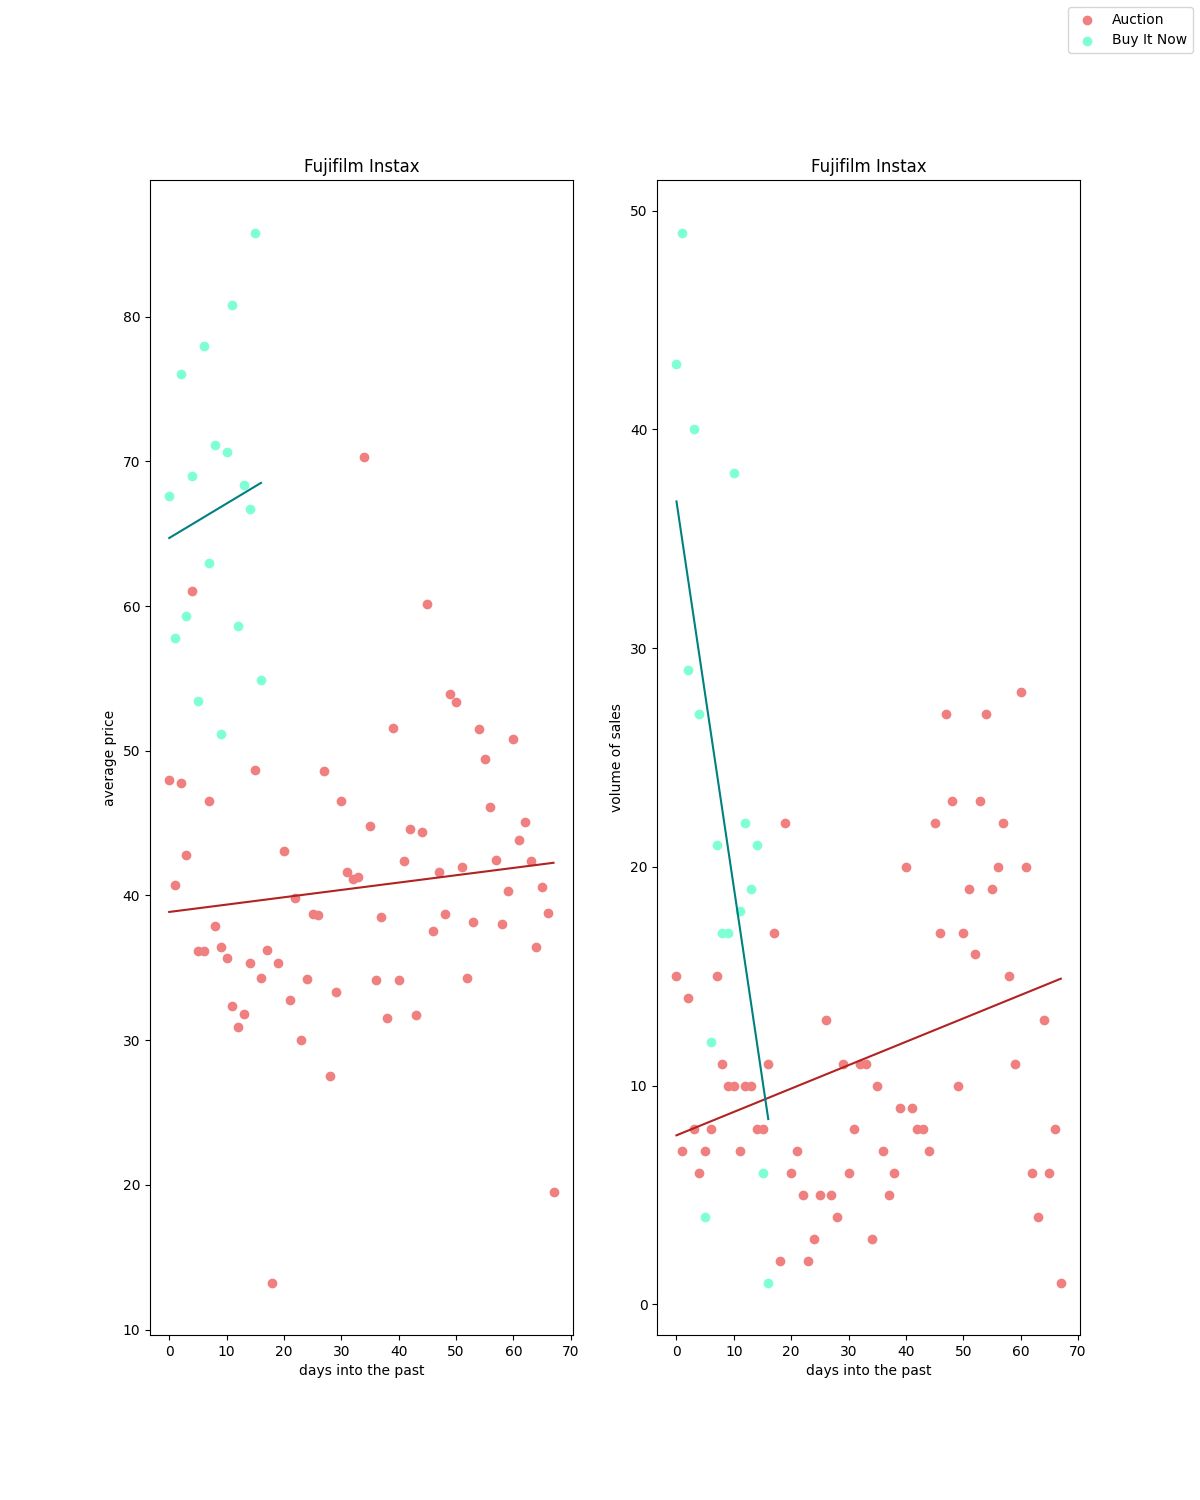 Auction
Buy It Now
Fujifilm Instax
average price
80
70
60
50
40
30
20
10
0 10 20 30 40 50 60 70
days into the past
Fujifilm Instax
volume of sales
50
40
30
20
10
0
0 10 20 30 40 50 60 70
days into the past